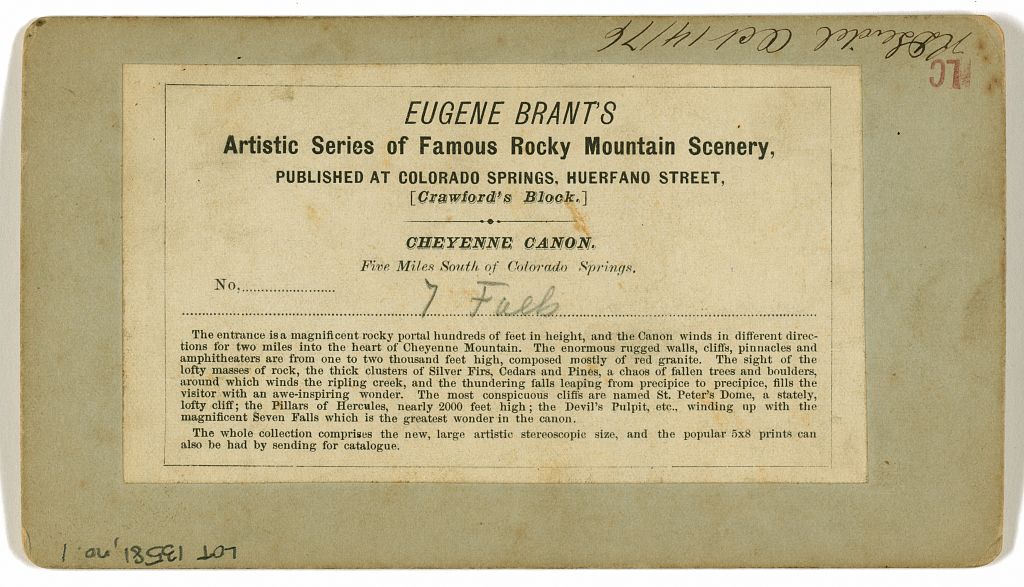 Oct 14/76
LC
EUGENE BRANT'S
Artistic Series of Famous Rocky Mountain Scenery,
PUBLISHED AT COLORADO SPRINGS, HUERFANO STREET,
[Crawford's Block.]
CHEYENNE CANON.
Five Miles South of Colorado Springs.
No,
7 Falls
The entrance is a magnificent rocky portal hundreds of feet in height, and the Canon winds in different direc-
tions for two miles into the heart of Cheyenne Mountain. The enormous rugged walls, cliffs, pinnacles and
amphitheaters are from one to two thousand feet high, composed mostly of red granite. The sight of the
lofty masses of rock, the thick clusters of Silver Firs, Cedars and Pines, a chaos of fallen trees and boulders,
around which winds the ripling creek, and the thundering falls leaping from precipice to precipice, fills the
visitor with an awe-inspiring wonder. The most conspicuous cliffs are named St. Peter's Dome, a stately,
lofty cliff; the Pillars of Hercules, nearly 2000 feet high; the Devil's Pulpit, etc., winding up with the
magnificent Seven Falls which is the greatest wonder in the canon.
The whole collection comprises the new, large artistic stereoscopic size, and the popular 5x8 prints can
also be had by sending for catalogue.
LOT 13581, no. 1